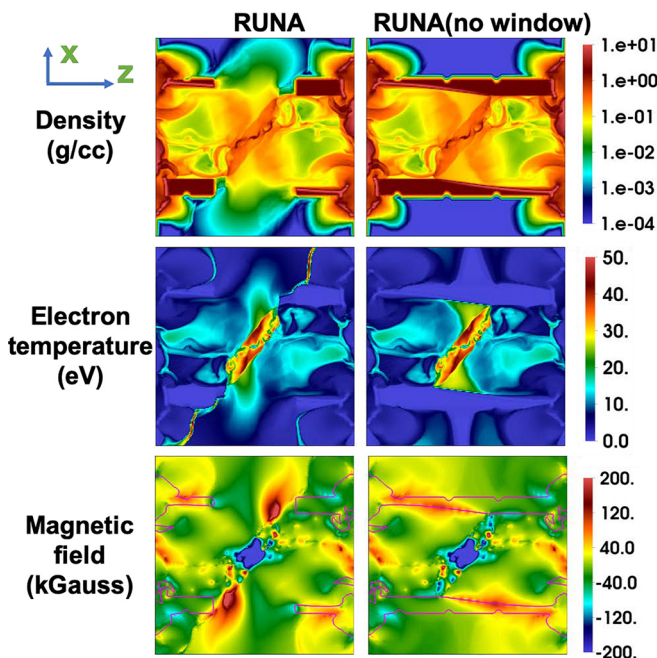 RUNA
RUNA(no window)
X
Z
Density
(g/cc)
1.e+01
1.e+00
1.e-01
1.e-02
1.e-03
1.e-04
Electron
temperature
(eV)
50.
40.
30.
20.
10.
0.0
Magnetic
field
(kGauss)
200.
120.
40.0
-40.0
-120.
-200.